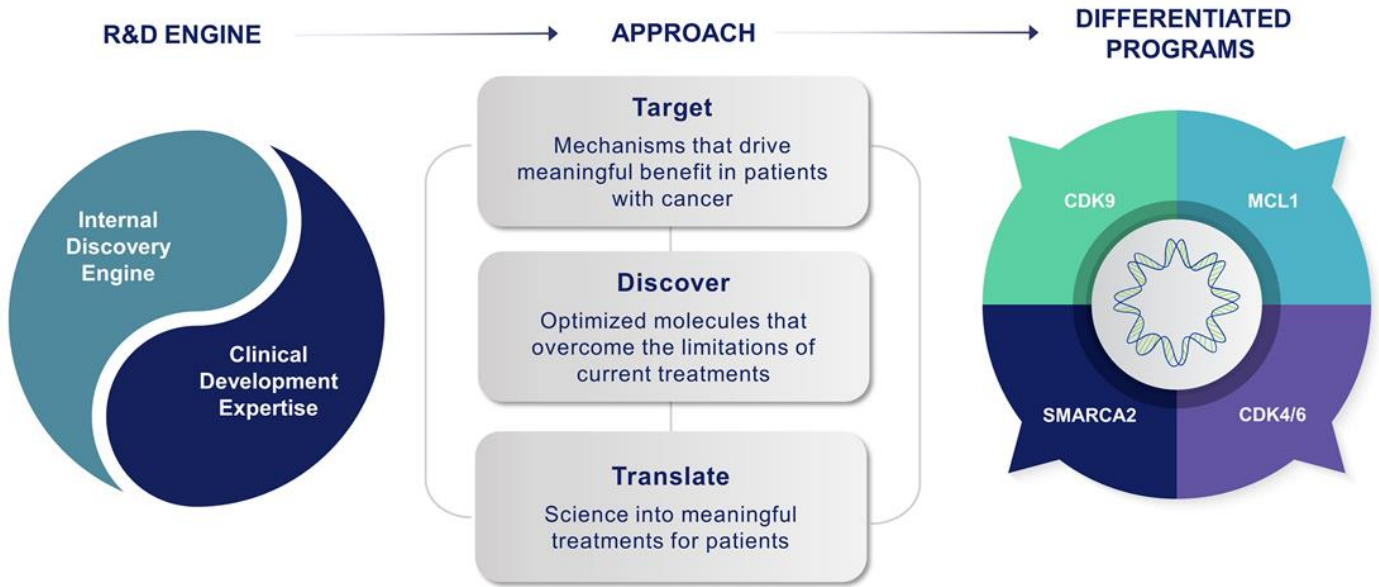 R&D ENGINE
APPROACH
DIFFERENTIATED
PROGRAMS
Internal
Discovery
Engine
Clinical
Development
Expertise
Target
Mechanisms that drive
meaningful benefit in patients
with cancer
Discover
Optimized molecules that
overcome the limitations of
current treatments
Translate
Science into meaningful
treatments for patients
CDK9
MCL1
SMARCA2
CDK4/6